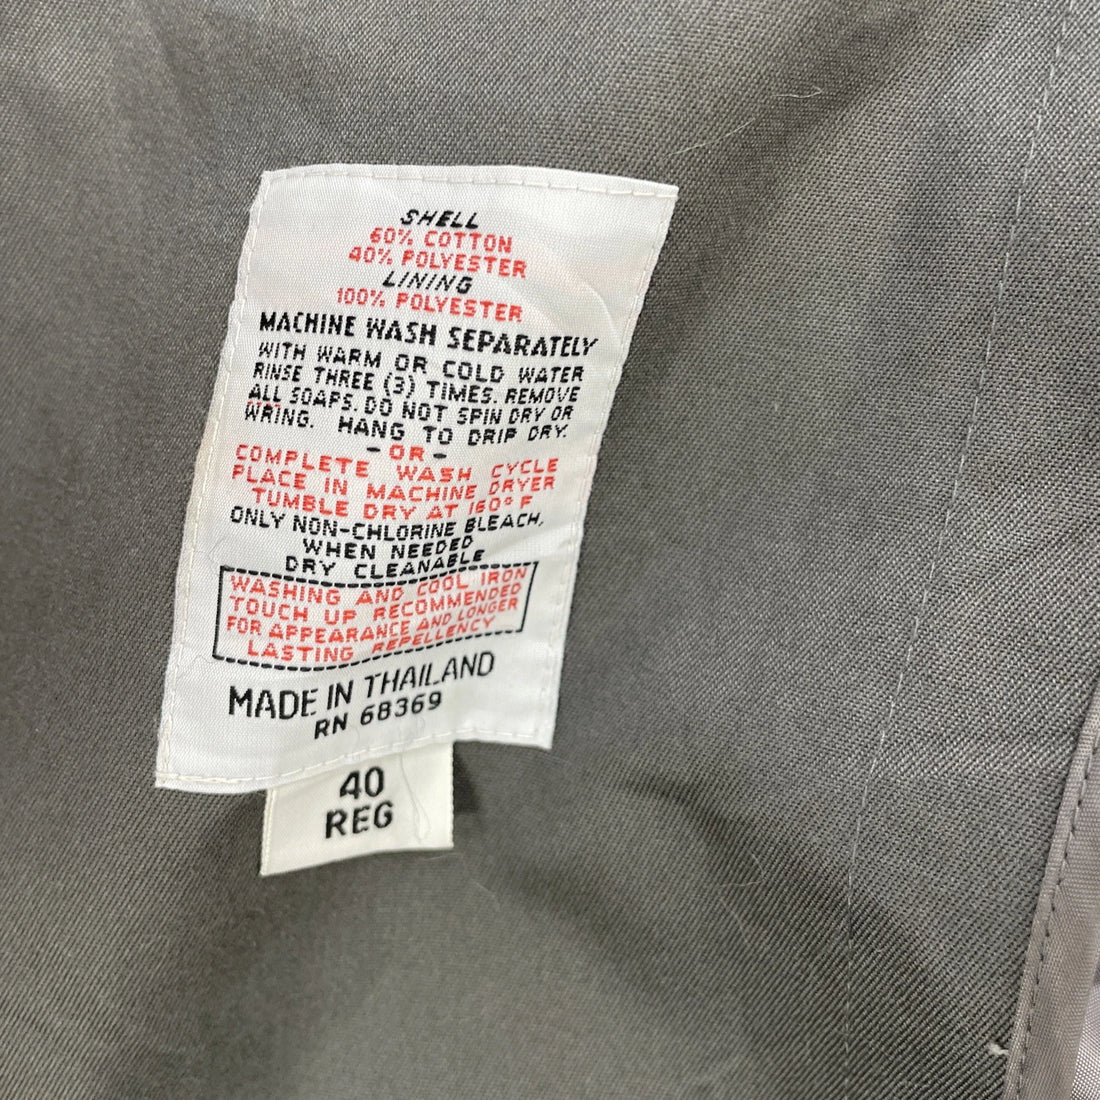 SHELL
60% COTTON
40% POLYESTER
LINING
100% POLYESTER
MACHINE WASH SEPARATELY
WITH WARM OR COLD WATER
RINSE THREE (3) TIMES. REMOVE
ALL SOAPS. DO NOT SPIN DRY OR
WRING. HANG TO DRIP DRY.
- OR -
COMPLETE WASH CYCLE
PLACE IN MACHINE DRYER
TUMBLE DRY AT 160° F
ONLY NON-CHLORINE BLEACH,
WHEN NEEDED
DRY CLEANABLE
WASHING AND COOL IRON
TOUCH UP RECOMMENDED
FOR APPEARANCE AND LONGER
LASTING REPELLENCY
MADE IN THAILAND
RN 68369
40
REG